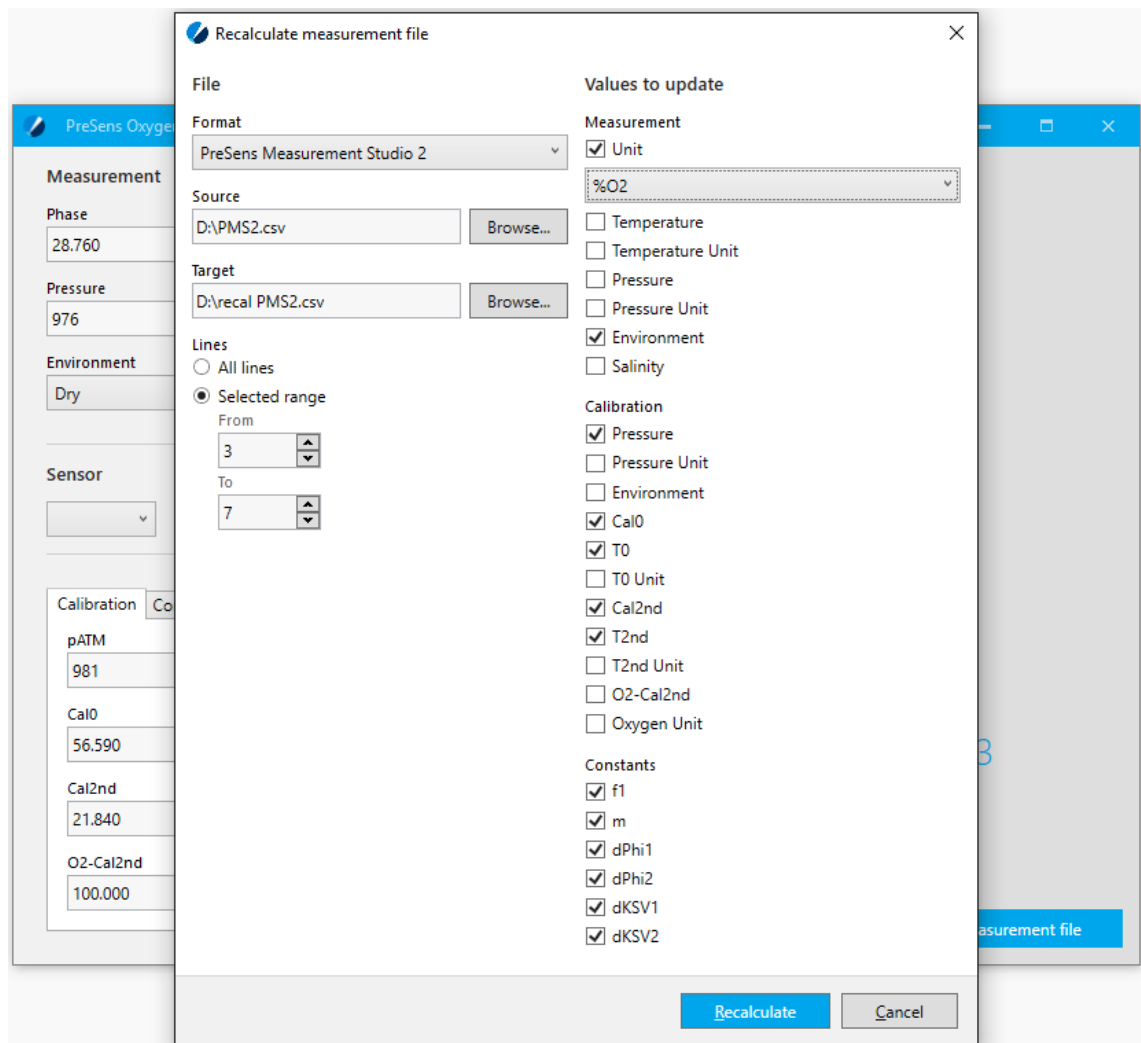 Recalculate measurement file
File
Format
PreSens Measurement Studio 2
Source
D:\PMS2.csv
Browse...
Target
D:\recal PMS2.csv
Browse...
Lines
All lines
Selected range
From
3
To
7
Values to update
Measurement
Unit
%O2
Temperature
Temperature Unit
Pressure
Pressure Unit
Environment
Salinity
Calibration
Pressure
Pressure Unit
Environment
Cal0
T0
T0 Unit
Cal2nd
T2nd
T2nd Unit
O2-Cal2nd
Oxygen Unit
Constants
f1
m
dPhi1
dPhi2
dKSV1
dKSV2
Recalculate
Cancel
PreSens Oxyge
Measurement
Phase
28.760
Pressure
976
Environment
Dry
Sensor
Calibration
Co
pATM
981
Cal0
56.590
Cal2nd
21.840
O2-Cal2nd
100.000
asurement file